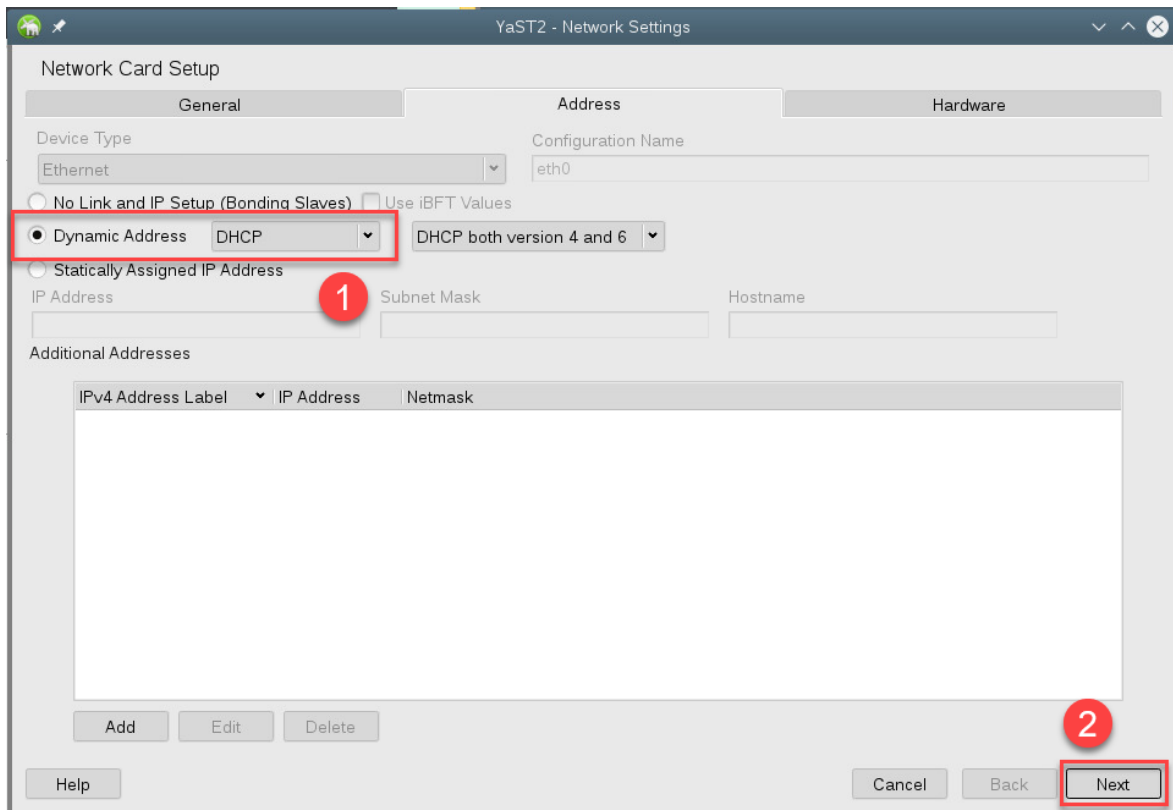 YaST2 - Network Settings
Network Card Setup
General Address Hardware
Device Type Configuration Name
Ethernet eth0
No Link and IP Setup (Bonding Slaves) Use iBFT Values
Dynamic Address DHCP DHCP both version 4 and 6
Statically Assigned IP Address
1
IP Address Subnet Mask Hostname
Additional Addresses
IPv4 Address Label IP Address Netmask
Add Edit Delete
2
Help Cancel Back Next